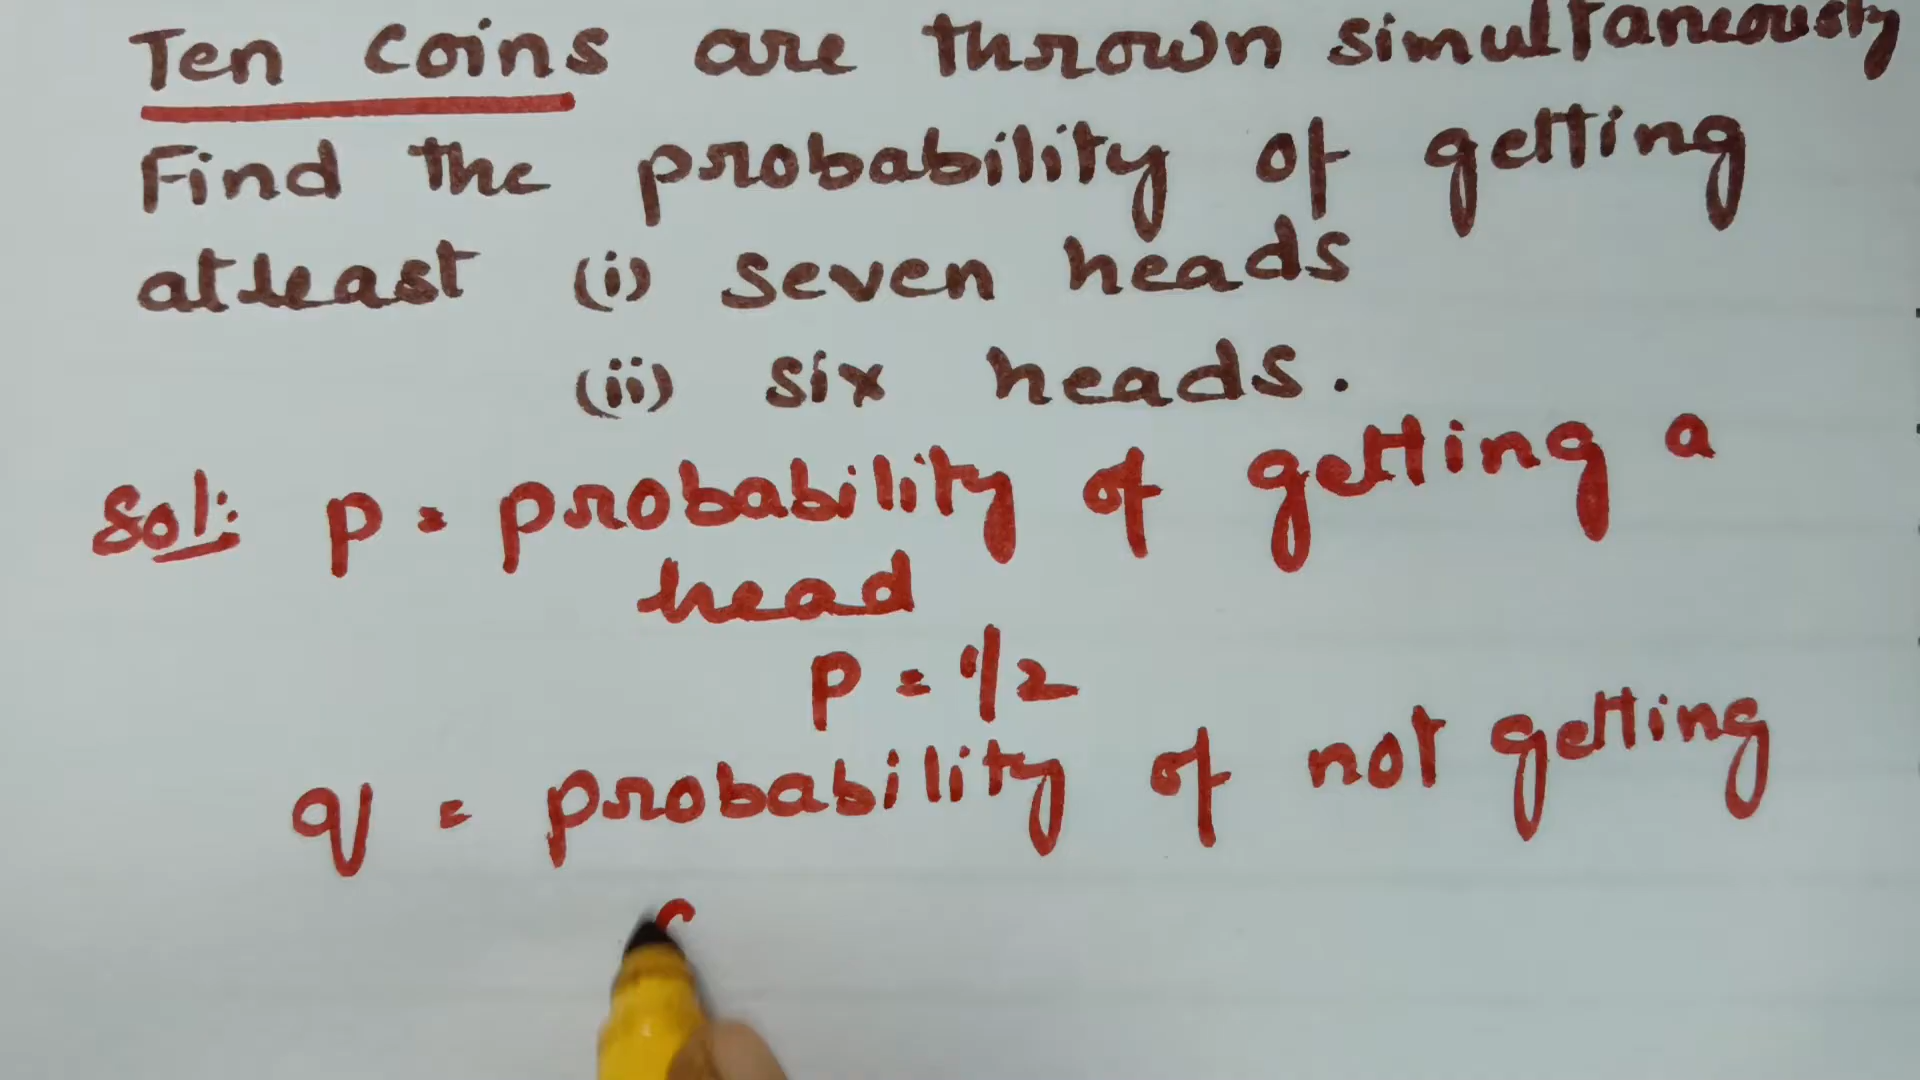 Ten coins are thrown simultaneously
Find the probability of getting
atleast (i) seven heads
(ii) six heads.
Sol: p = probability of getting a
head
p = 1/2
q = probability of not getting